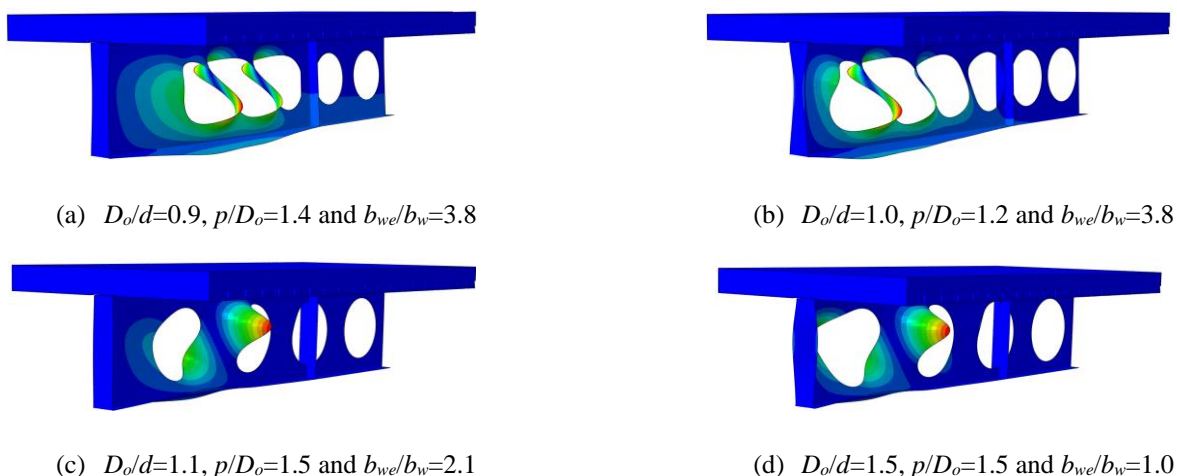 (a) Do/d=0.9, p/Do=1.4 and bwe/bw=3.8
(b) Do/d=1.0, p/Do=1.2 and bwe/bw=3.8
(c) Do/d=1.1, p/Do=1.5 and bwe/bw=2.1
(d) Do/d=1.5, p/Do=1.5 and bwe/bw=1.0